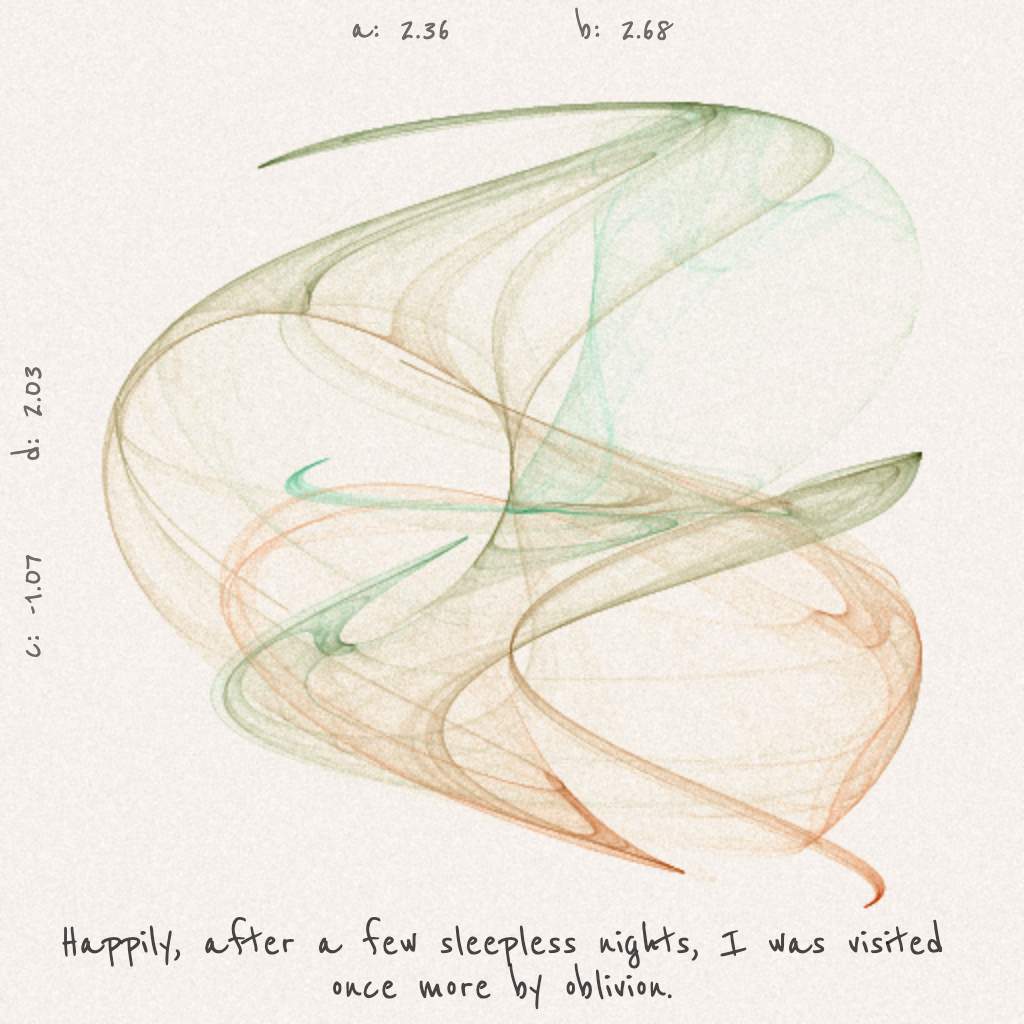 a: 2.36
b: 2.68
d: 2.03
c: -1.07
Happily, after a few sleepless nights, I was visited
once more by oblivion.